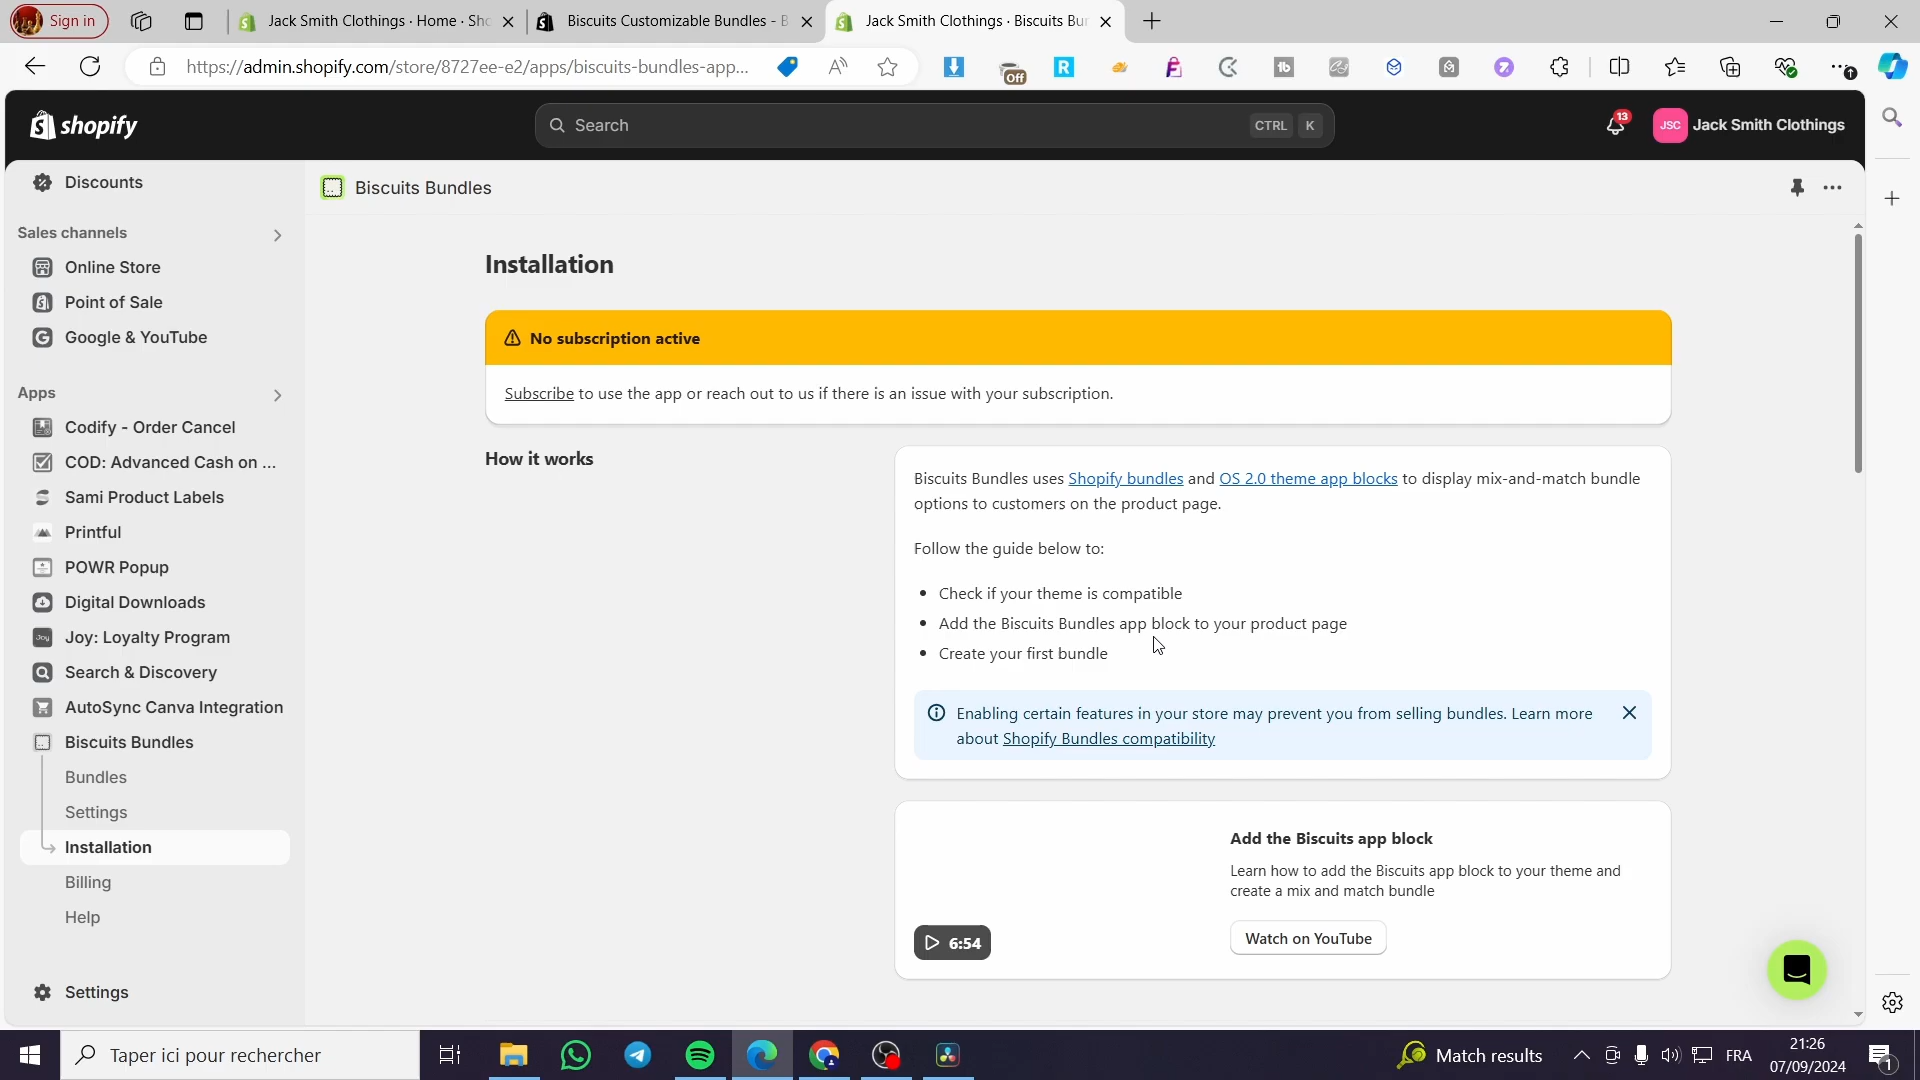 Sign in
Jack Smith Clothings · Home · Sho
Biscuits Customizable Bundles - B
Jack Smith Clothings · Biscuits Bur
https://admin.shopify.com/store/8727ee-e2/apps/biscuits-bundles-app...
Off
shopify
Search
CTRL K
13
JSC
Jack Smith Clothings
Discounts
Sales channels
Online Store
Point of Sale
Google & YouTube
Apps
Codify - Order Cancel
COD: Advanced Cash on ...
Sami Product Labels
Printful
POWR Popup
Digital Downloads
Joy: Loyalty Program
Search & Discovery
AutoSync Canva Integration
Biscuits Bundles
Bundles
Settings
Installation
Billing
Help
Settings
Biscuits Bundles
Installation
No subscription active
Subscribe to use the app or reach out to us if there is an issue with your subscription.
How it works
Biscuits Bundles uses Shopify bundles and OS 2.0 theme app blocks to display mix-and-match bundle
options to customers on the product page.
Follow the guide below to:
• Check if your theme is compatible
• Add the Biscuits Bundles app block to your product page
• Create your first bundle
Enabling certain features in your store may prevent you from selling bundles. Learn more
about Shopify Bundles compatibility
Add the Biscuits app block
Learn how to add the Biscuits app block to your theme and
create a mix and match bundle
6:54
Watch on YouTube
Taper ici pour rechercher
Match results
FRA
21:26
07/09/2024
1